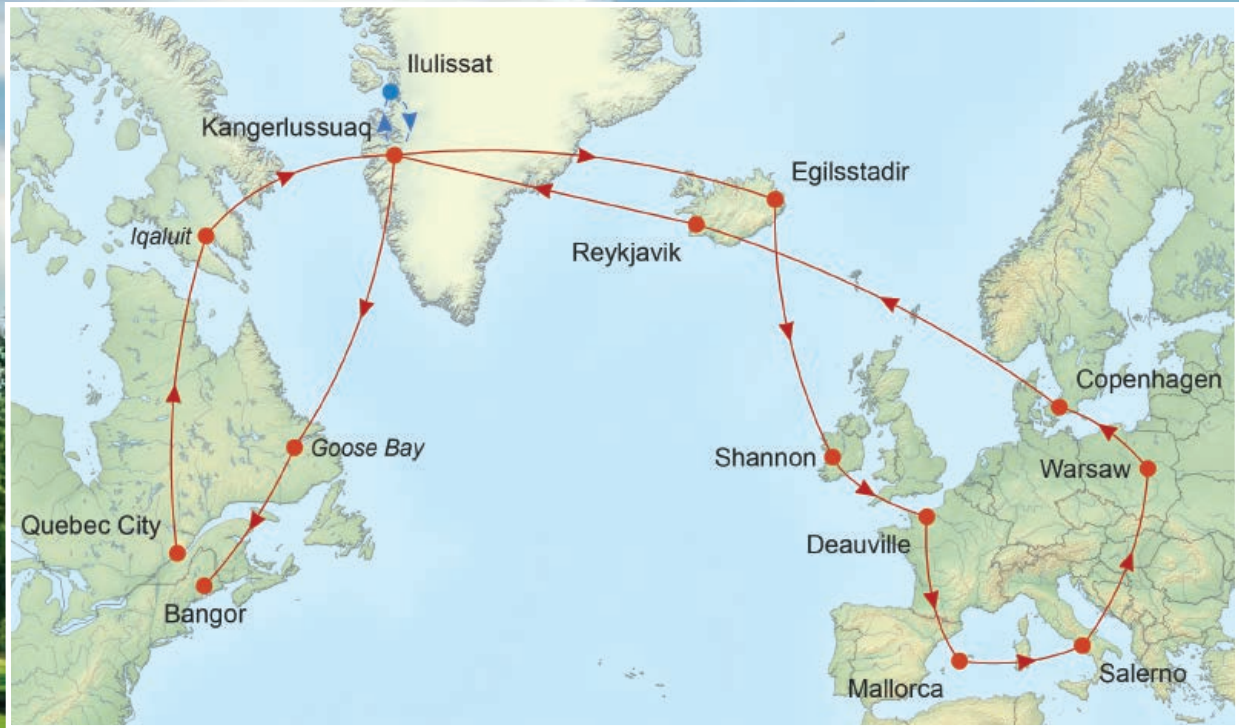 Ilulissat
Kangerlussuaq
Egilsstadir
Iqaluit
Reykjavik
Copenhagen
Goose Bay
Shannon
Warsaw
Quebec City
Deauville
Bangor
Salerno
Mallorca